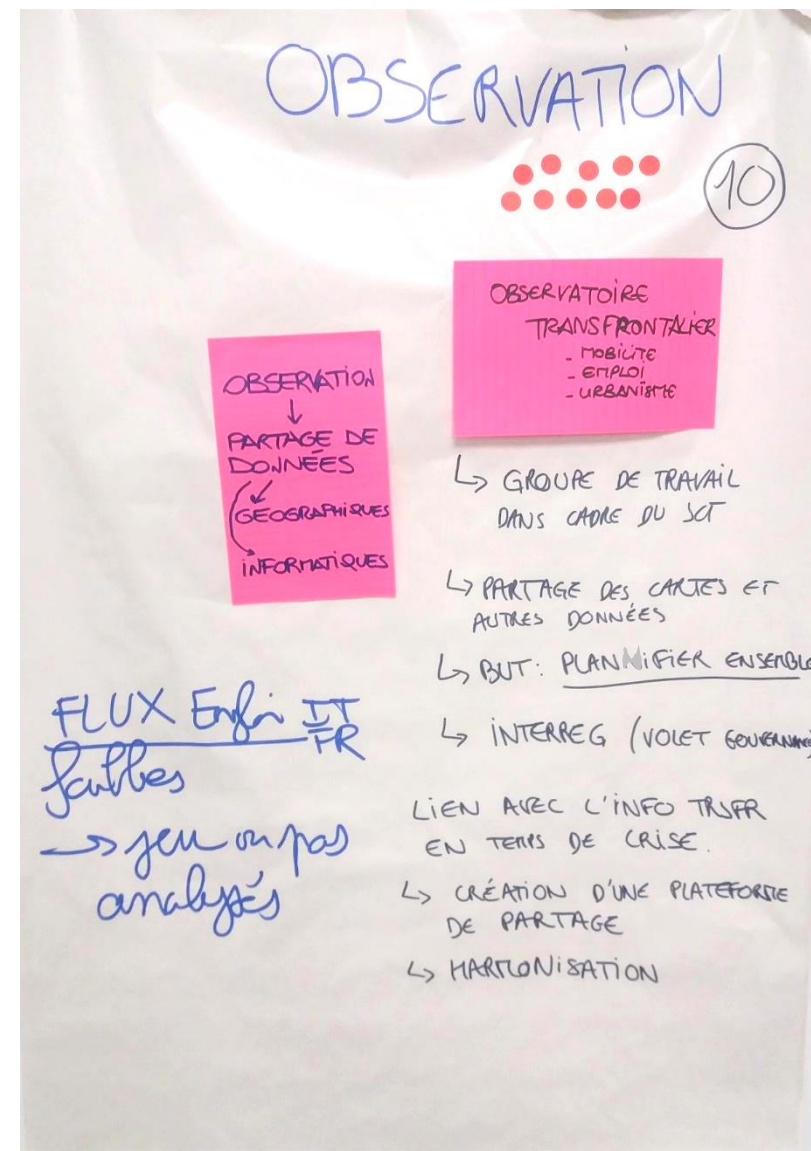 OBSERVATION
10
OBSERVATOIRE
TRANSFRONTALIER
- MOBILITE
- EMPLOI
- URBANISME
OBSERVATION
↓
PARTAGE DE
DONNÉES
GEOGRAPHIQUES
INFORMATIQUES
↳ GROUPE DE TRAVAIL
DANS CADRE DU SCT
↳ PARTAGE DES CARTES ET
AUTRES DONNÉES
↳ BUT : PLANNIFIER ENSEMBLE
↳ INTERREG (VOLET GOUVERNANCE)
LIEN AVEC L'INFO TRSFR
EN TEMPS DE CRISE.
↳ CRÉATION D'UNE PLATEFORME
DE PARTAGE
↳ HARMONISATION
FLUX IT
FR
faibles
→ peu ou pas
analysés